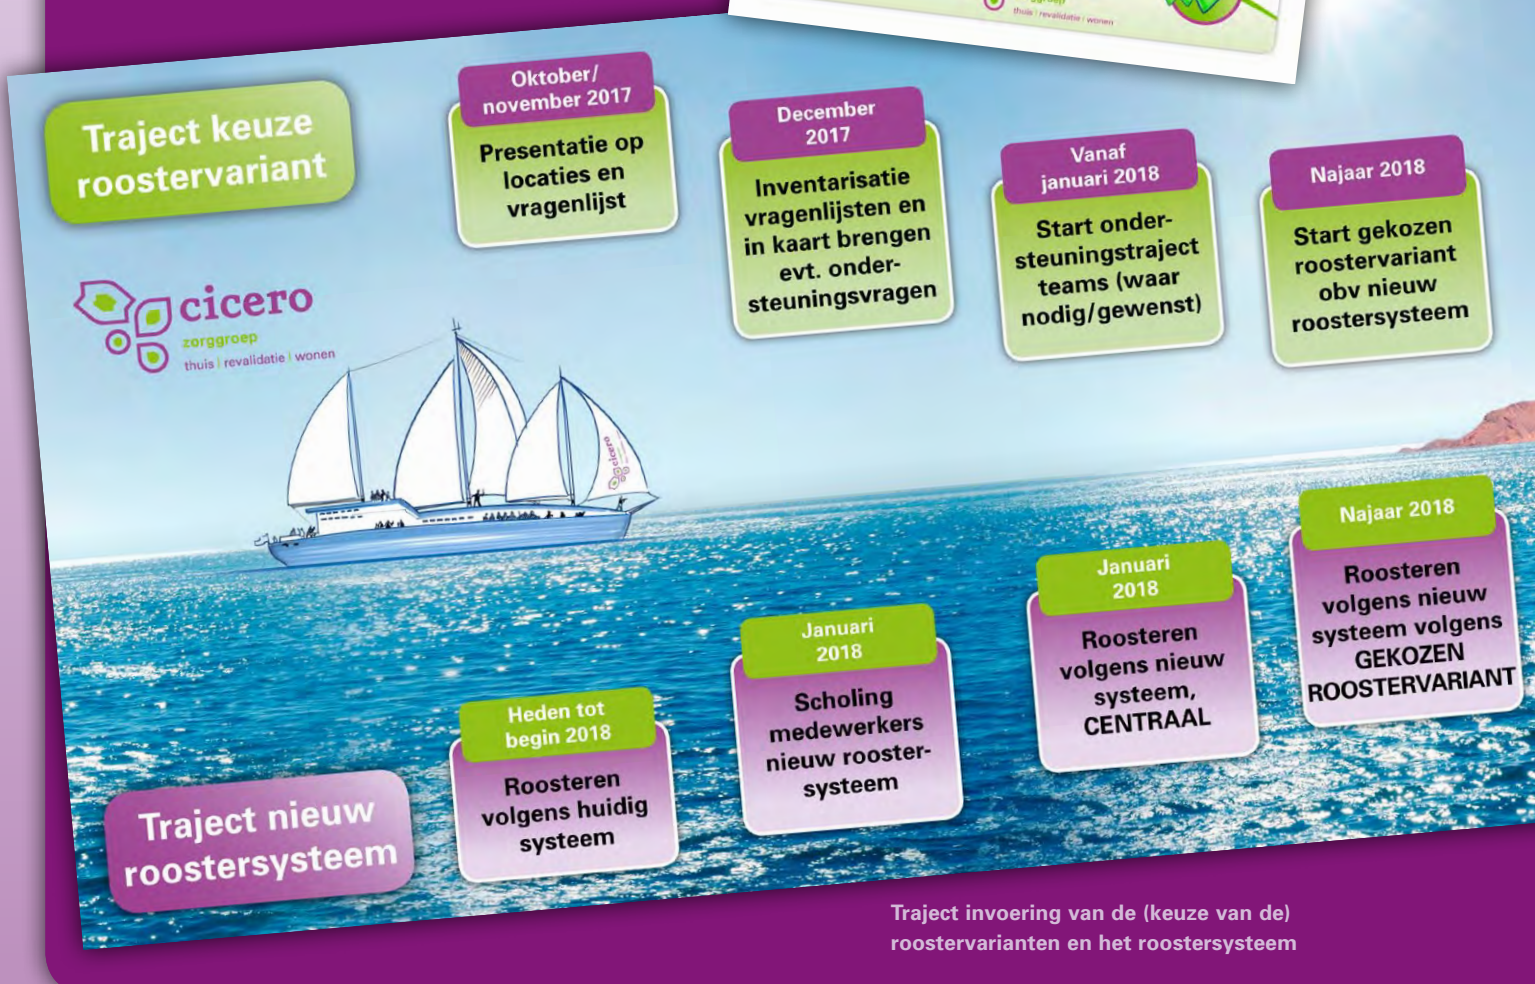 thuis | revalidatie | wonen
Traject keuze
roostervariant
Oktober/
november 2017
Presentatie op
locaties en
vragenlijst
December
2017
Inventarisatie
vragenlijsten en
in kaart brengen
evt. onder-
steuningsvragen
Vanaf
januari 2018
Start onder-
steuningstraject
teams (waar
nodig/gewenst)
Najaar 2018
Start gekozen
roostervariant
obv nieuw
roostersysteem
cicero
zorggroep
thuis | revalidatie | wonen
cicero
Traject nieuw
roostersysteem
Heden tot
begin 2018
Roosteren
volgens huidig
systeem
Januari
2018
Scholing
medewerkers
nieuw rooster-
systeem
Januari
2018
Roosteren
volgens nieuw
systeem,
CENTRAAL
Najaar 2018
Roosteren
volgens nieuw
systeem volgens
GEKOZEN
ROOSTERVARIANT
Traject invoering van de (keuze van de)
roostervarianten en het roostersysteem